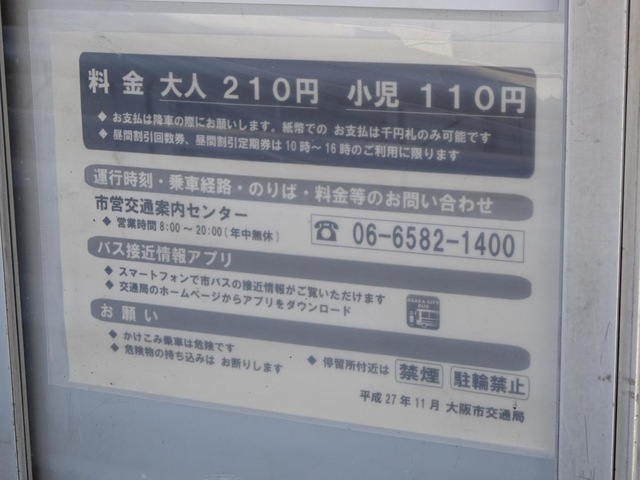 料金 大人 210円 小児 110円
◆ お支払は降車の際にお願いします。紙幣での お支払は千円札のみ可能です
◆ 昼間割引回数券、昼間割引定期券は10時～16時のご利用に限ります
運行時刻・乗車経路・のりば・料金等のお問い合わせ
市営交通案内センター
◆ 営業時間8:00～20:00(年中無休)
☎ 06-6582-1400
バス接近情報アプリ
◆ スマートフォンで市バスの接近情報がご覧いただけます
◆ 交通局のホームページからアプリをダウンロード
OSAKA CITY BUS
お願い
◆ かけこみ乗車は危険です
◆ 危険物の持ち込みは お断りします
◆ 停留所付近は 禁煙 駐輪禁止
平成27年11月 大阪市交通局